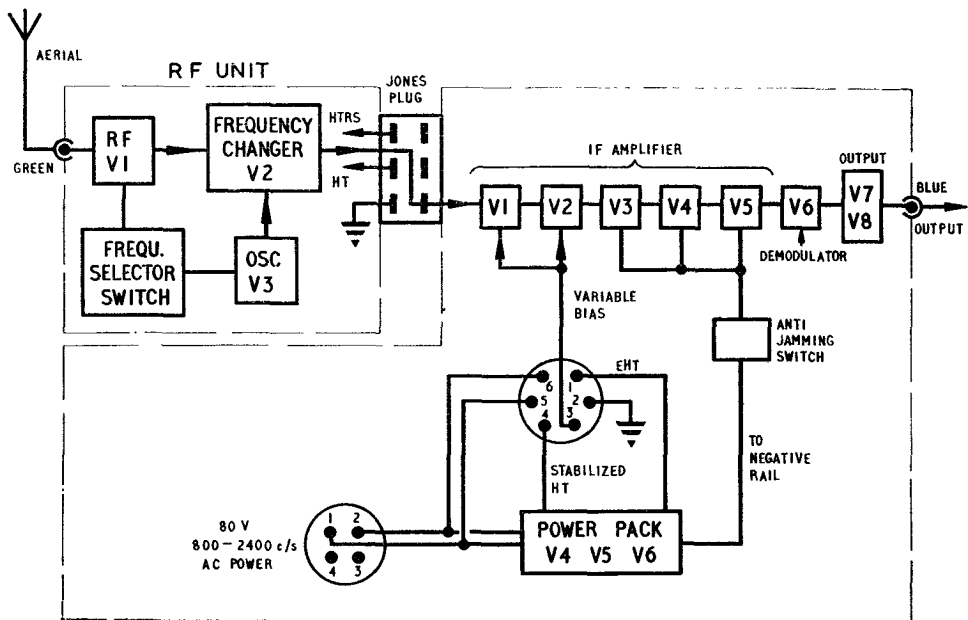 AERIAL
RF UNIT
JONES
PLUG
HTRS
HT
GREEN
RF
V1
FREQUENCY
CHANGER
V2
FREQU.
SELECTOR
SWITCH
OSC
V3
IF AMPLIFIER
V1
V2
V3
V4
V5
V6
DEMODULATOR
OUTPUT
V7
V8
BLUE
OUTPUT
VARIABLE
BIAS
ANTI
JAMMING
SWITCH
EHT
6
1
5
2
4
3
STABILIZED
HT
TO
NEGATIVE
RAIL
80 V
800-2400 c/s
AC POWER
1
2
4
3
POWER PACK
V4 V5 V6